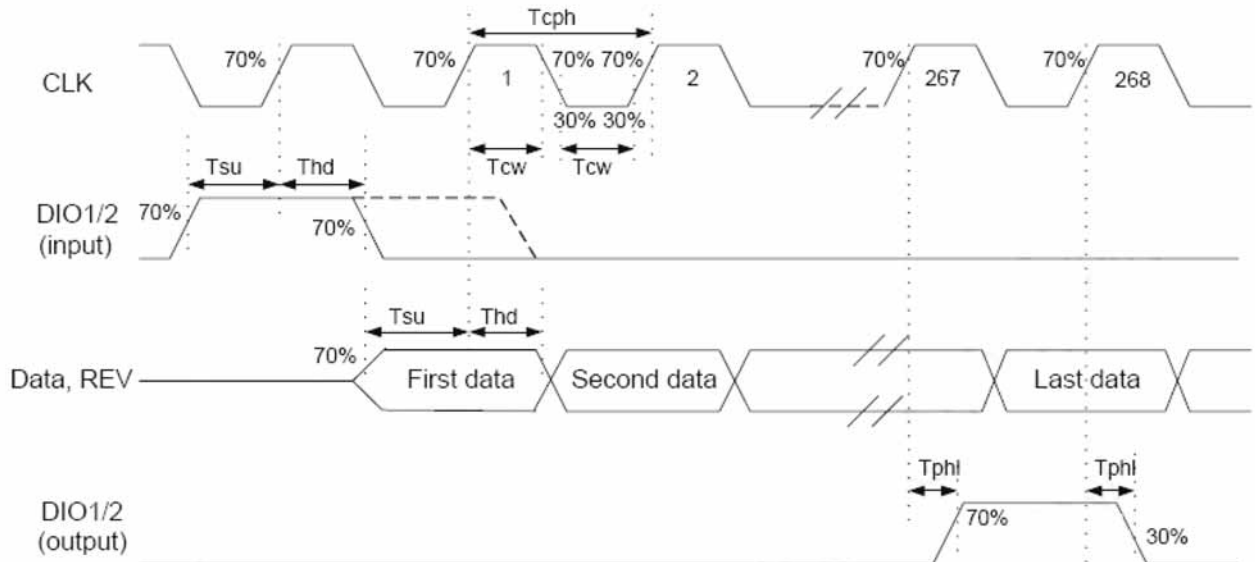 Tcph
70% 70% 70% 70% 70% 70%
CLK 1 2 267 268
30% 30%
Tsu Thd Tcw Tcw
DIO1/2 70% 70%
(input)
Tsu Thd
70%
Data, REV First data Second data Last data
Tphl Tphl
DIO1/2 70% 30%
(output)